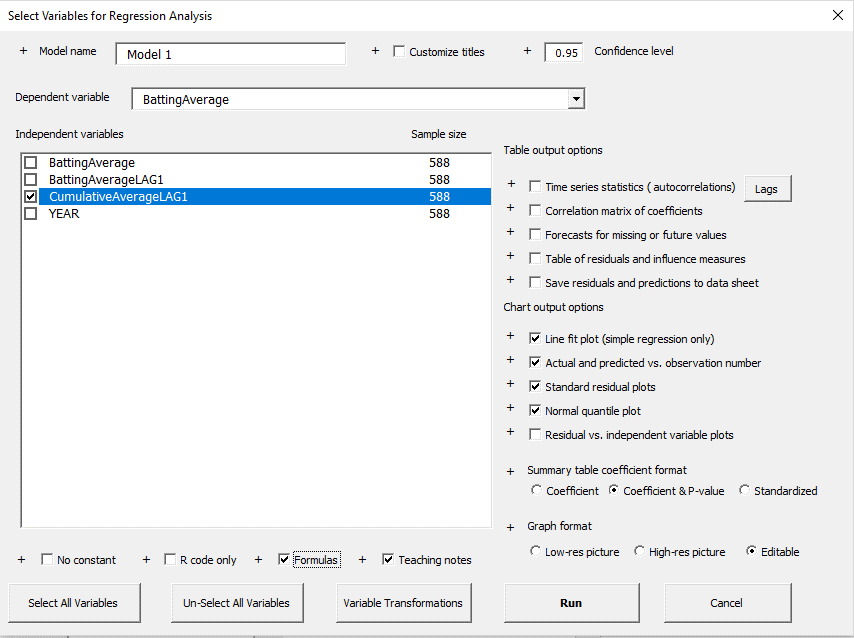 Select Variables for Regression Analysis
+ Model name Model 1 + Customize titles + 0.95 Confidence level
Dependent variable BattingAverage
Independent variables Sample size
BattingAverage 588
BattingAverageLAG1 588
CumulativeAverageLAG1 588
YEAR 588
Table output options
+ Time series statistics ( autocorrelations) Lags
+ Correlation matrix of coefficients
+ Forecasts for missing or future values
+ Table of residuals and influence measures
+ Save residuals and predictions to data sheet
Chart output options
+ Line fit plot (simple regression only)
+ Actual and predicted vs. observation number
+ Standard residual plots
+ Normal quantile plot
+ Residual vs. independent variable plots
+ Summary table coefficient format
Coefficient Coefficient & P-value Standardized
+ Graph format
Low-res picture High-res picture Editable
+ No constant + R code only + Formulas + Teaching notes
Select All Variables Un-Select All Variables Variable Transformations Run Cancel